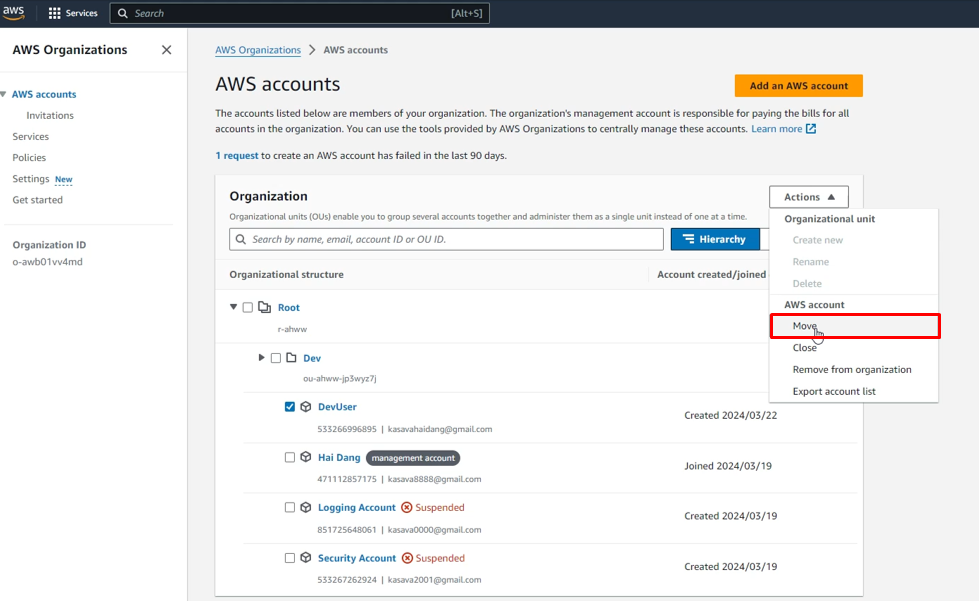 aws
Services
Search
[Alt+S]
AWS Organizations
AWS accounts
Invitations
Services
Policies
Settings New
Get started
Organization ID
o-awb01vv4md
AWS Organizations > AWS accounts
AWS accounts
Add an AWS account
The accounts listed below are members of your organization. The organization's management account is responsible for paying the bills for all
accounts in the organization. You can use the tools provided by AWS Organizations to centrally manage these accounts. Learn more
1 request to create an AWS account has failed in the last 90 days.
Organization
Actions
Organizational units (OUs) enable you to group several accounts together and administer them as a single unit instead of one at a time.
Search by name, email, account ID or OU ID.
Hierarchy
Organizational structure
Account created/joined
Organizational unit
Create new
Rename
Delete
AWS account
Move
Close
Remove from organization
Export account list
Root
r-ahww
Dev
ou-ahww-jp3wyz7j
DevUser
533266996895 | kasavahaidang@gmail.com
Created 2024/03/22
Hai Dang management account
471112857175 | kasava8888@gmail.com
Joined 2024/03/19
Logging Account Suspended
851725648061 | kasava0000@gmail.com
Created 2024/03/19
Security Account Suspended
533267262924 | kasava2001@gmail.com
Created 2024/03/19